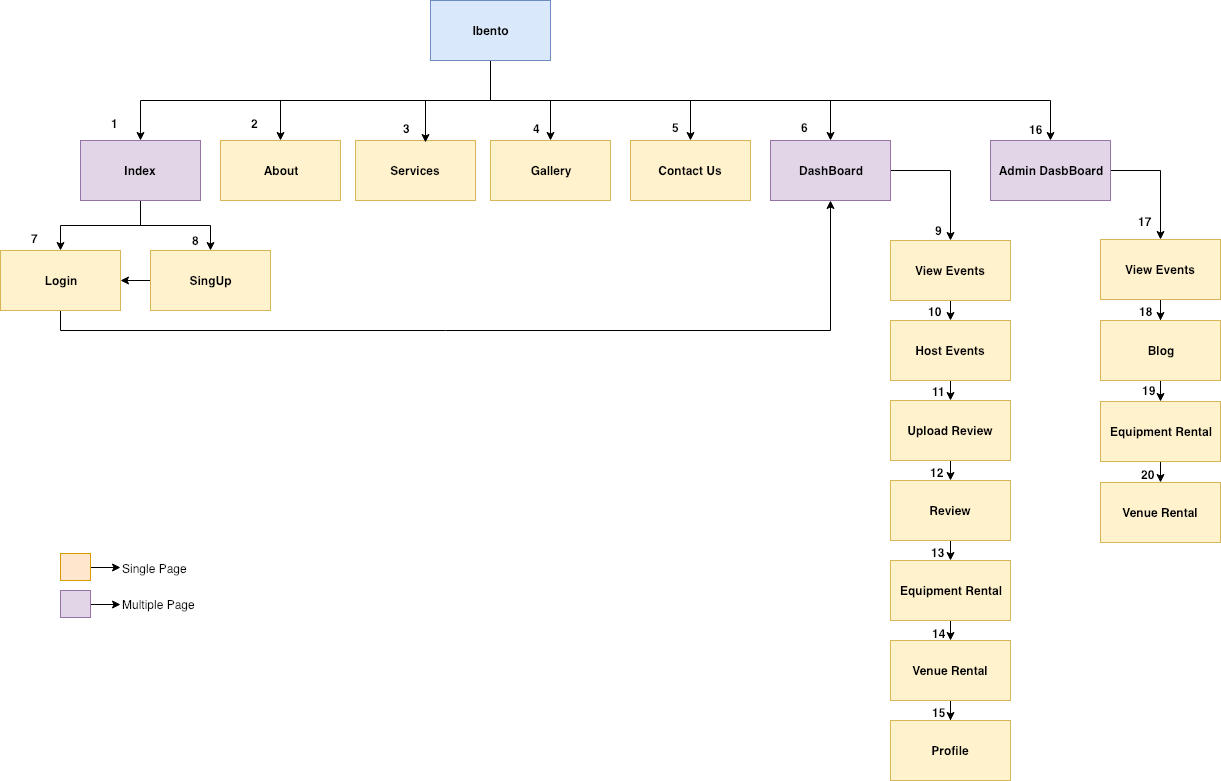 Ibento
1
2
3
4
5
6
16
Index
About
Services
Gallery
Contact Us
DashBoard
Admin DasbBoard
7
8
9
17
Login
SingUp
View Events
View Events
10
18
Host Events
Blog
11
19
Upload Review
Equipment Rental
12
20
Review
Venue Rental
13
Single Page
Equipment Rental
Multiple Page
14
Venue Rental
15
Profile